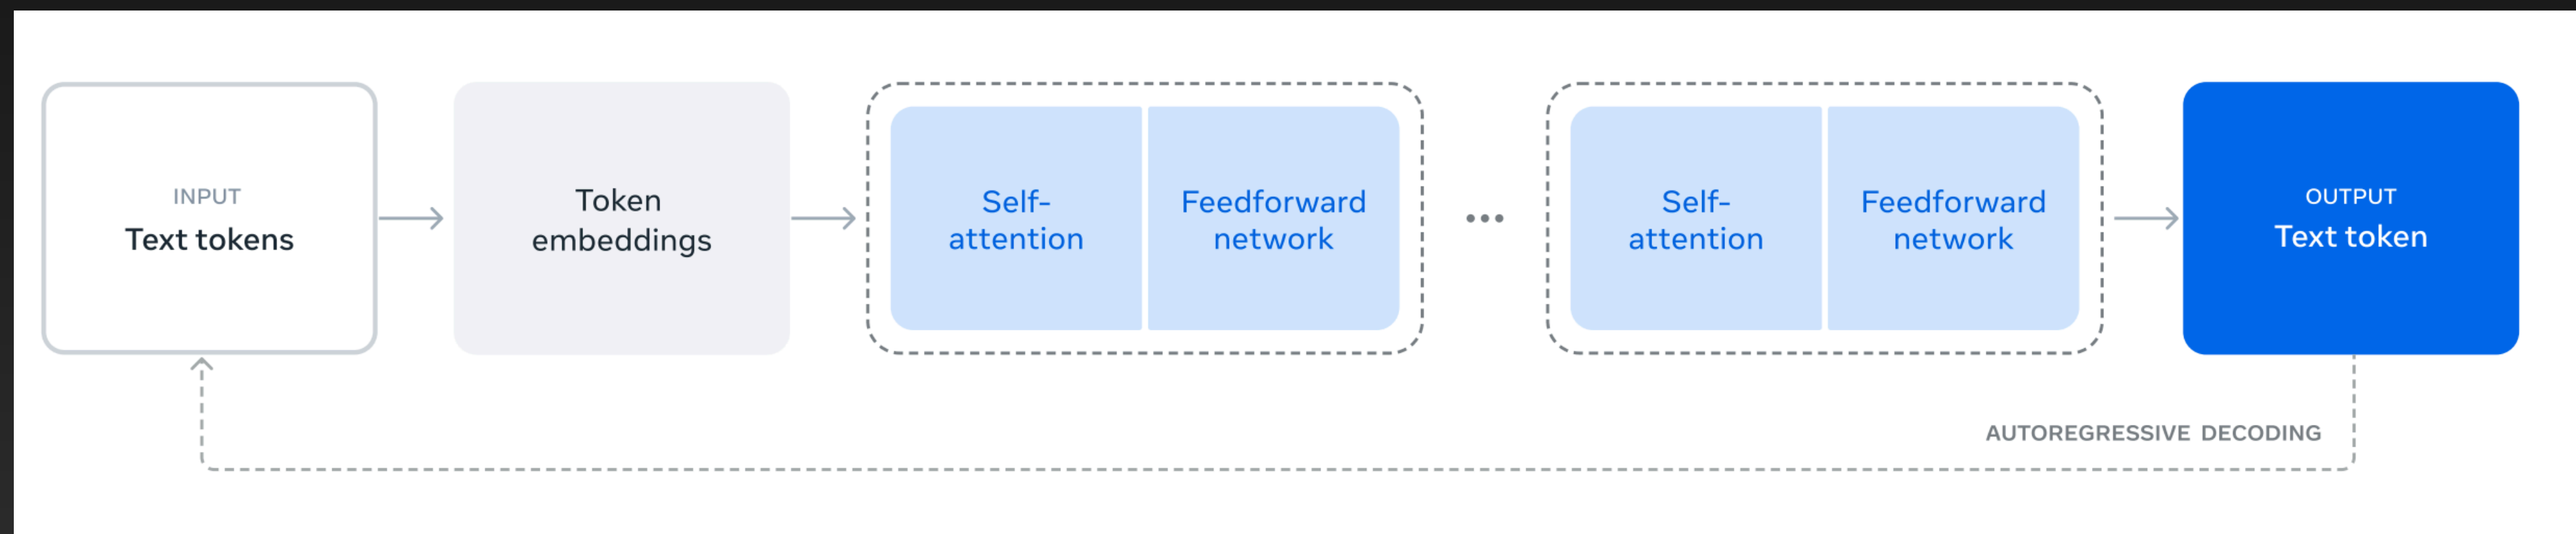 INPUT
Text tokens
Token
embeddings
Self-
attention
Feedforward
network
Self-
attention
Feedforward
network
OUTPUT
Text token
AUTOREGRESSIVE DECODING